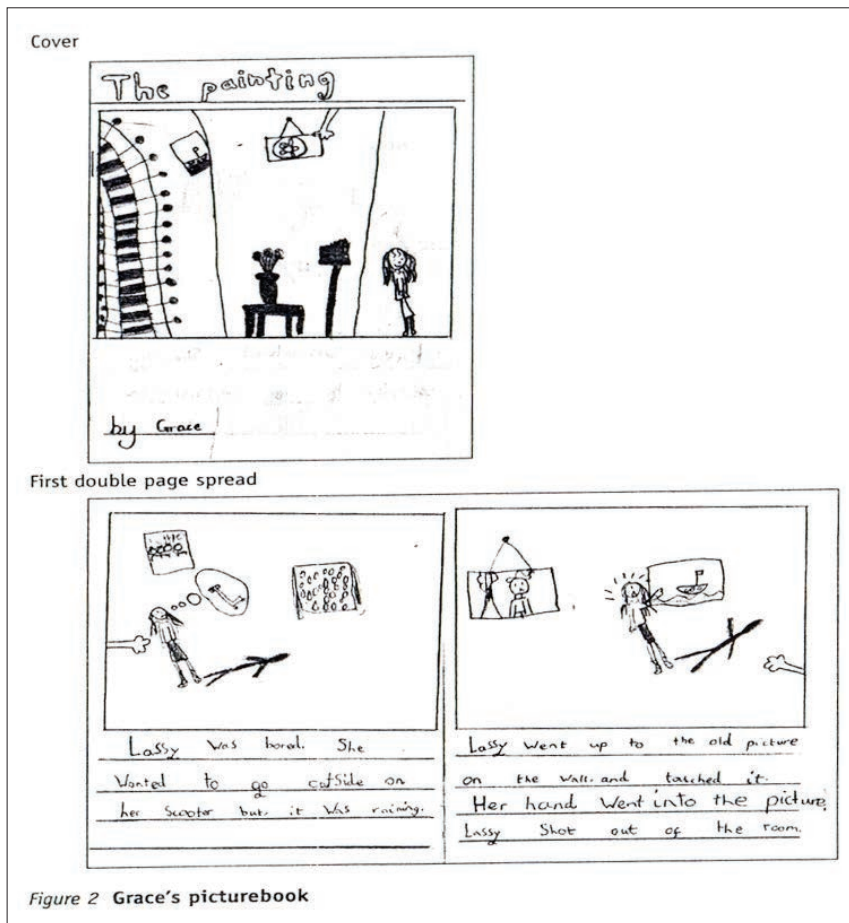 Cover
The painting
by Grace
First double page spread
Lassy was bored. She
Wanted to go outside on
her scooter but it was raining.
Lassy went up to the old picture
on the wall. and touched it.
Her hand went into the picture.
Lassy shot out of the room.
Figure 2 Grace's picturebook